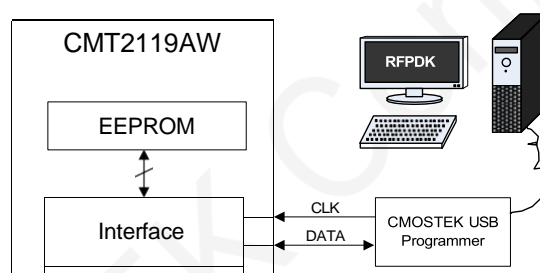 CMT2119AW
RFPDK
EEPROM
CLK
Interface
CMOSTEK USB
Programmer
DATA